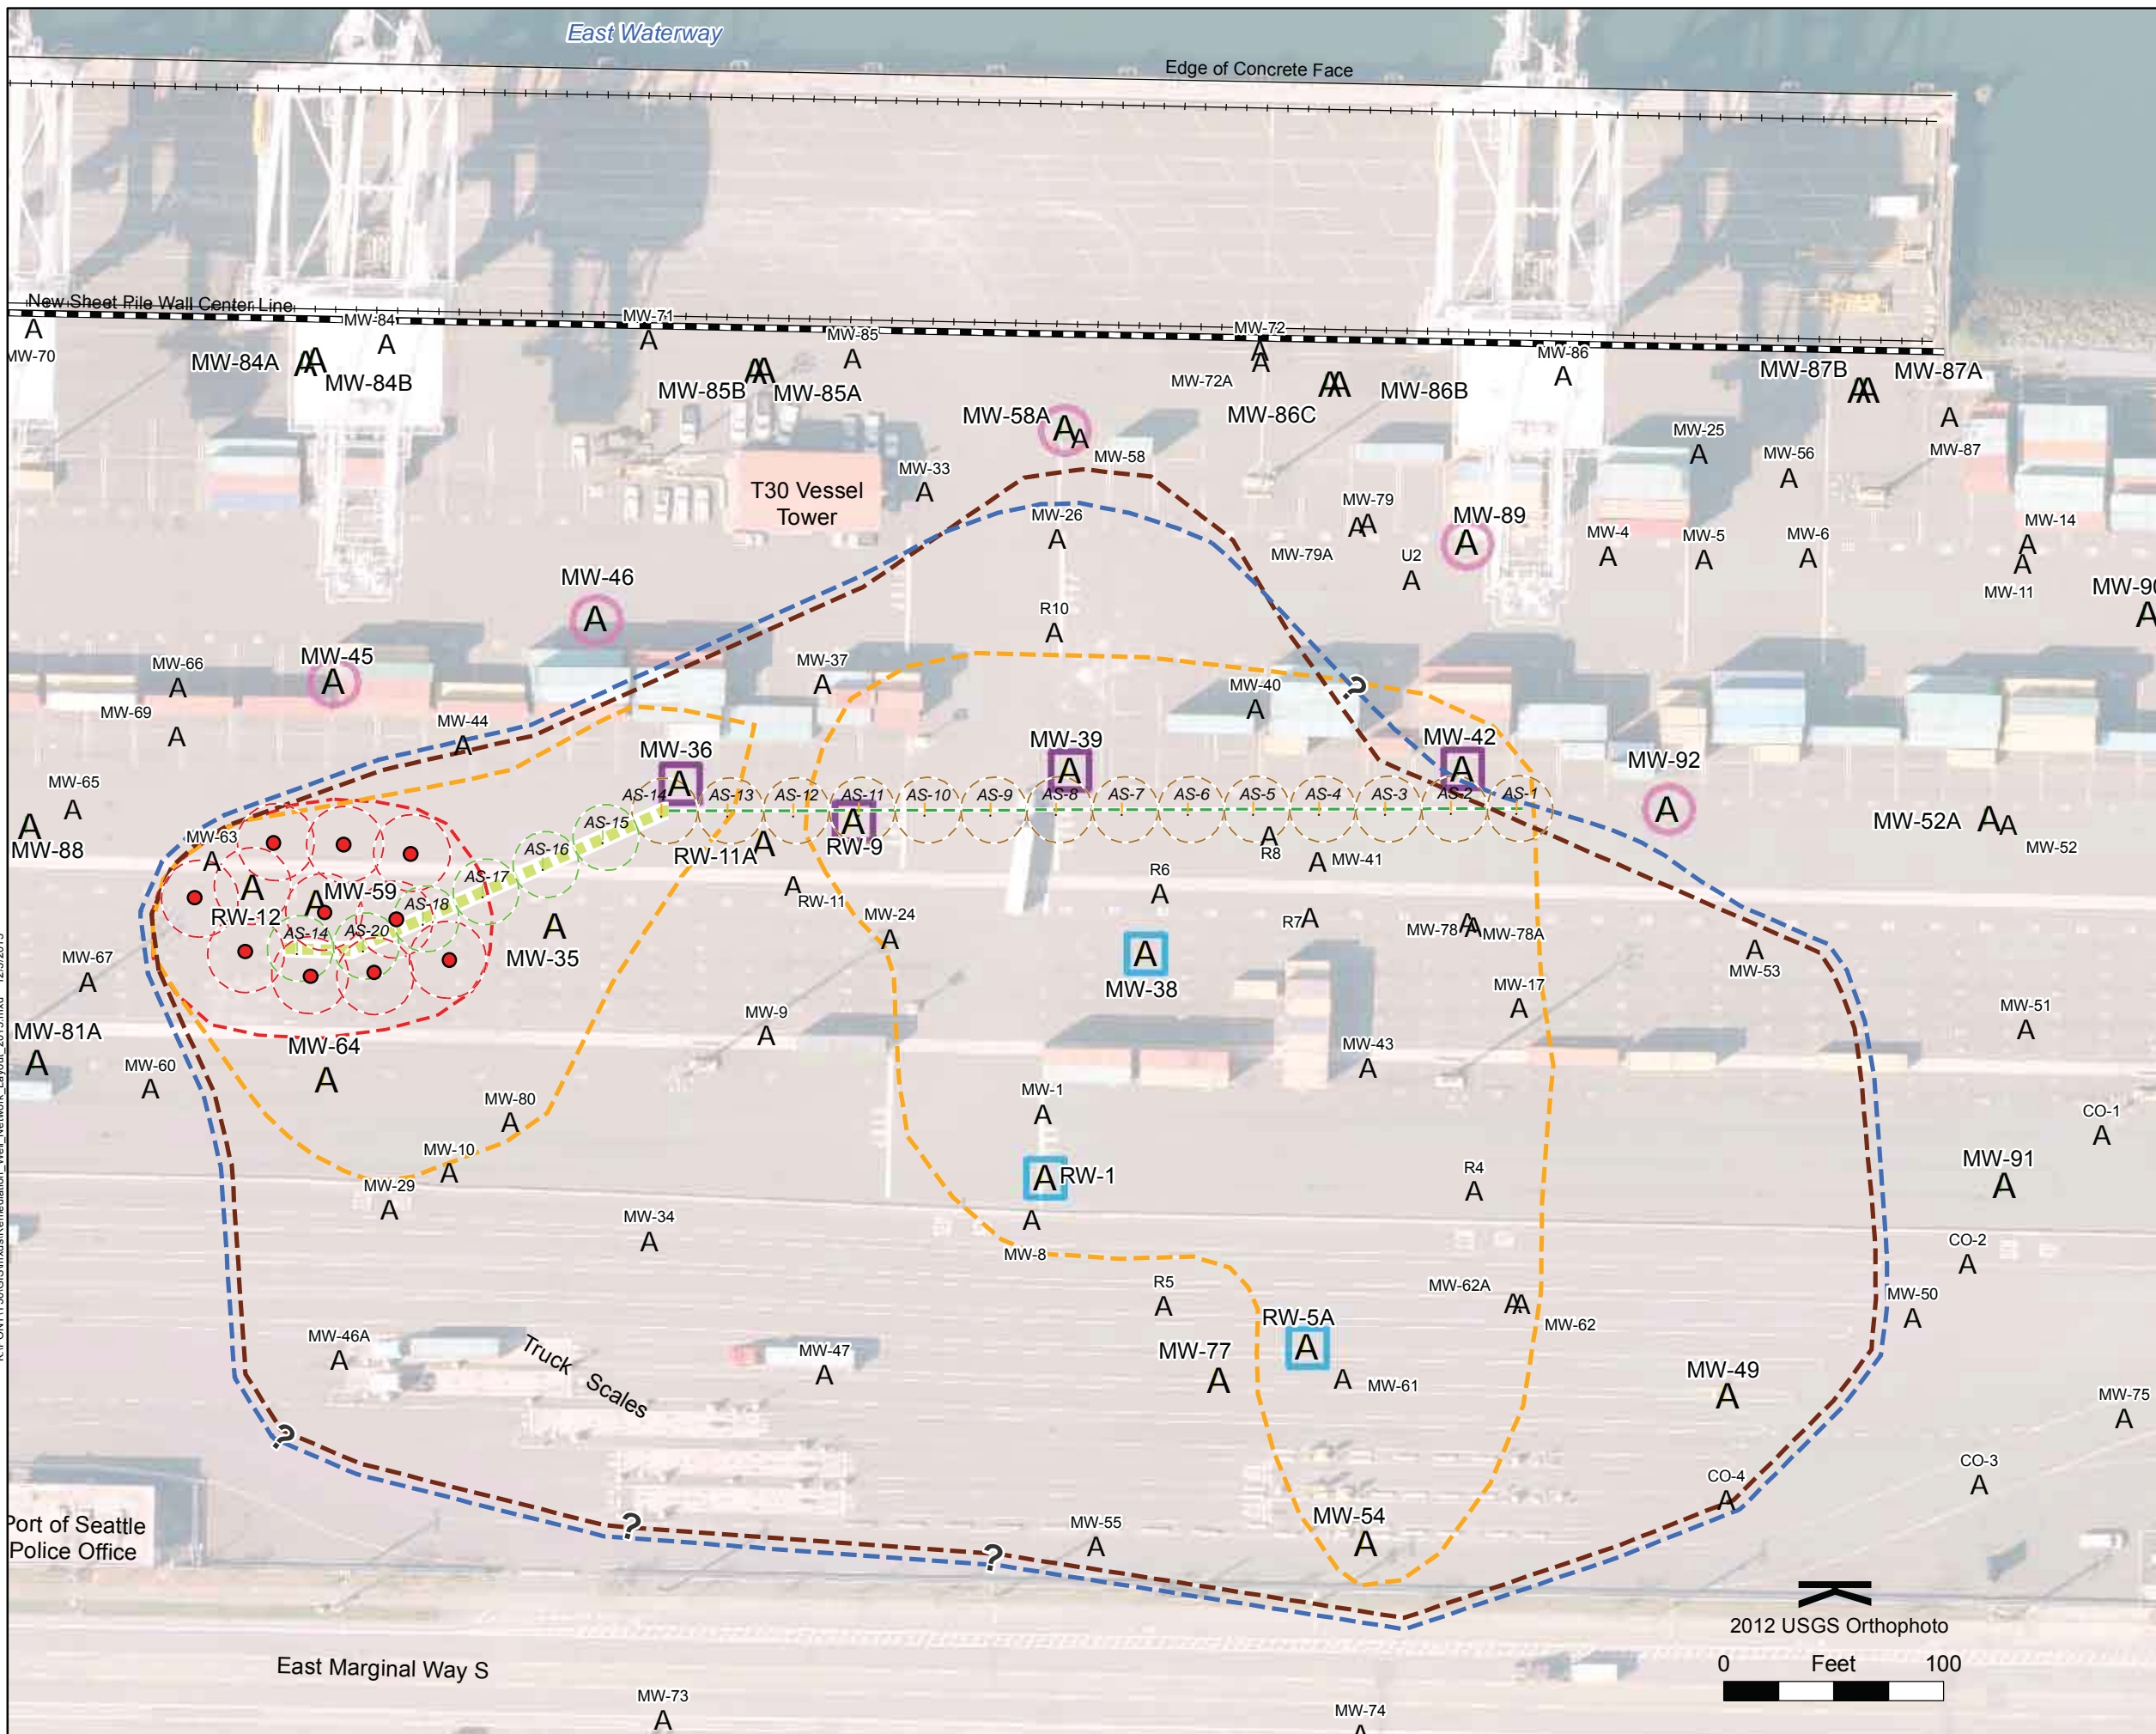 East Waterway
Edge of Concrete Face
New Sheet Pile Wall Center Line
MW-70
MW-84
MW-84A
MW-84B
MW-71
MW-85
MW-85B
MW-85A
MW-72
MW-72A
MW-86C
MW-86B
MW-86
MW-87B
MW-87A
MW-87
MW-58A
MW-58
MW-33
T30 Vessel
Tower
MW-26
MW-79
MW-79A
U2
MW-89
MW-25
MW-56
MW-4
MW-5
MW-6
MW-14
MW-11
MW-90
MW-46
R10
MW-45
MW-66
MW-69
MW-44
MW-37
MW-40
?
MW-36
MW-39
MW-42
MW-92
MW-65
MW-88
MW-63
AS-14
AS-13
AS-12
AS-11
AS-10
AS-9
AS-8
AS-7
AS-6
AS-5
AS-4
AS-3
AS-2
AS-1
AS-15
AS-16
AS-17
AS-18
AS-20
AS-14
RW-11A
RW-9
RW-11
R8
MW-41
MW-52A
MW-52
RW-12
MW-59
MW-35
MW-24
R6
R7
MW-78
MW-78A
MW-53
MW-67
MW-38
MW-17
MW-51
MW-81A
MW-64
MW-9
MW-60
MW-80
MW-43
MW-1
CO-1
MW-10
MW-29
RW-1
R4
MW-91
MW-34
MW-8
CO-2
R5
MW-62A
MW-62
MW-50
MW-46A
Truck Scales
MW-47
RW-5A
MW-77
MW-61
MW-49
MW-75
?
CO-4
CO-3
Port of Seattle
Police Office
?
?
MW-55
MW-54
2012 USGS Orthophoto
0 Feet 100
East Marginal Way S
MW-73
MW-74